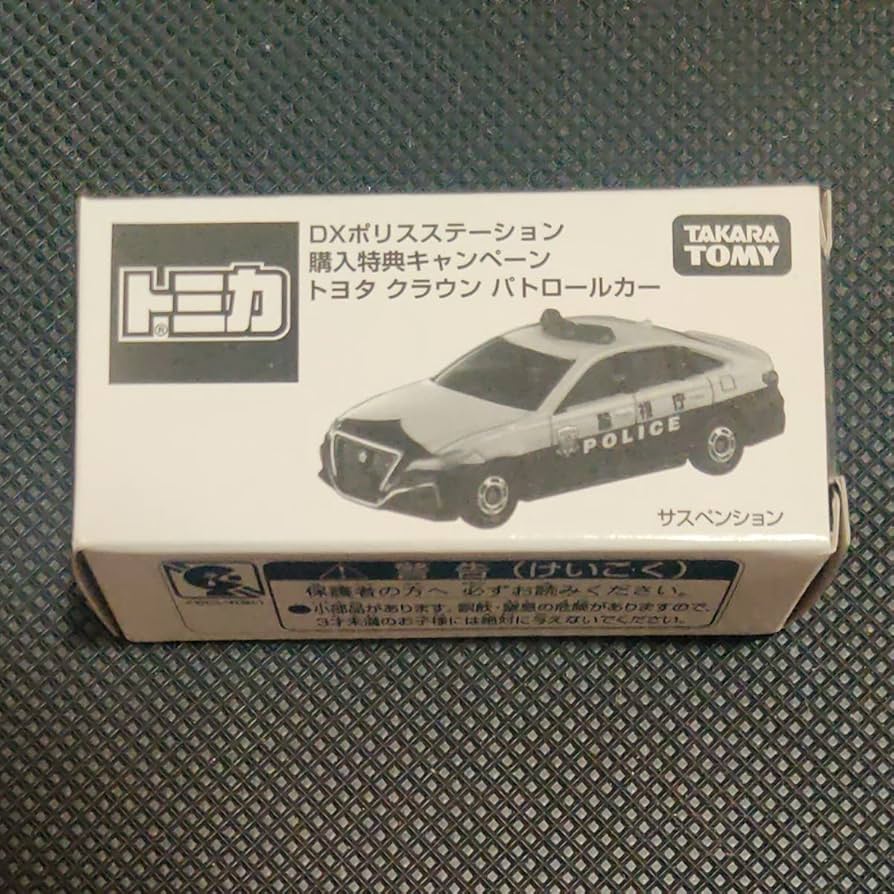 トミカ
®
DXポリスステーション
購入特典キャンペーン
トヨタ クラウン パトロールカー
TAKARA
TOMY
警視庁
POLICE
サスペンション
警告(けいこく)
保護者の方へ 必ずお読みください。
●小部品があります。誤飲・窒息の危険がありますので、
3才未満のお子様には絶対に与えないでください。